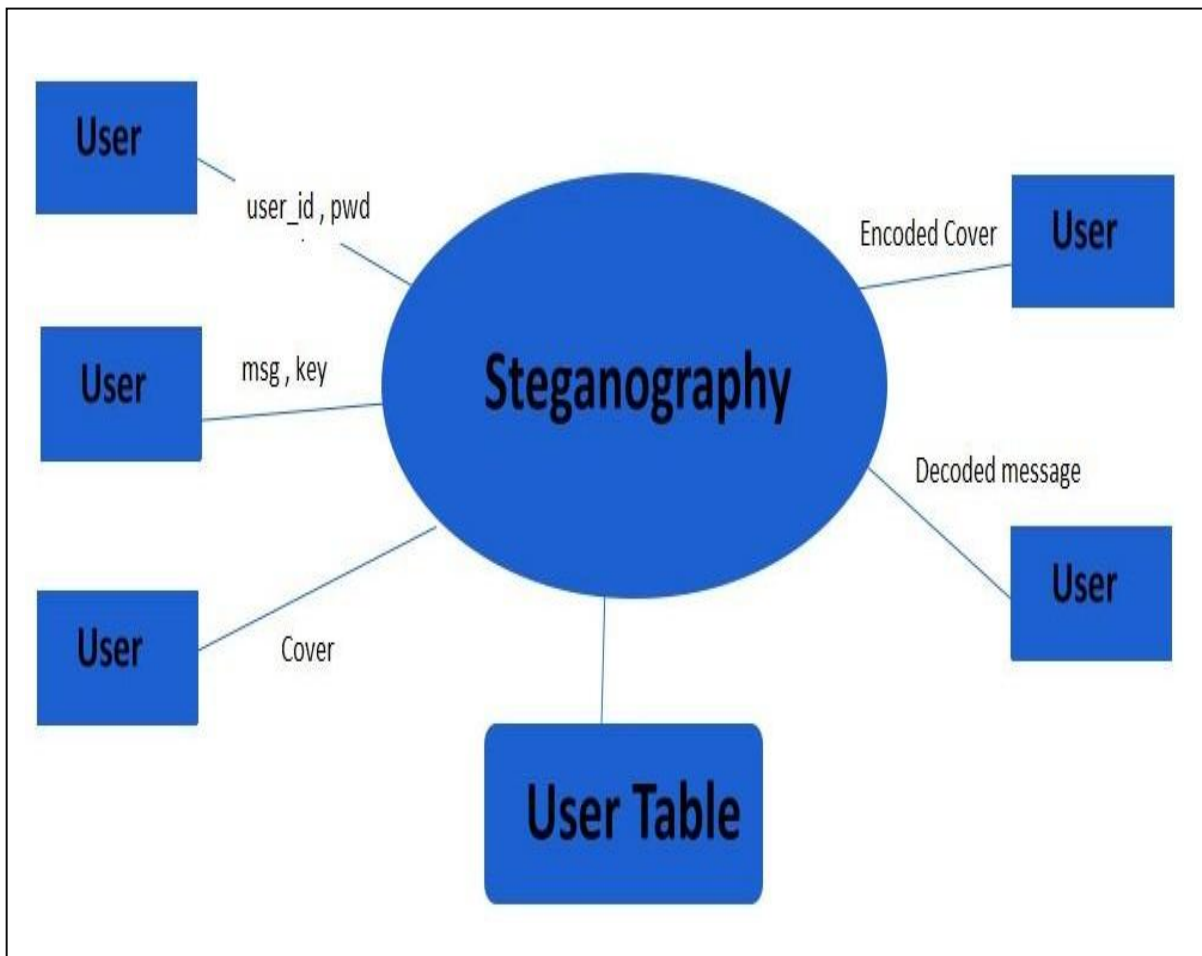 User
user_id , pwd
Encoded Cover
User
User
msg , key
Steganography
Decoded message
User
User
Cover
User Table